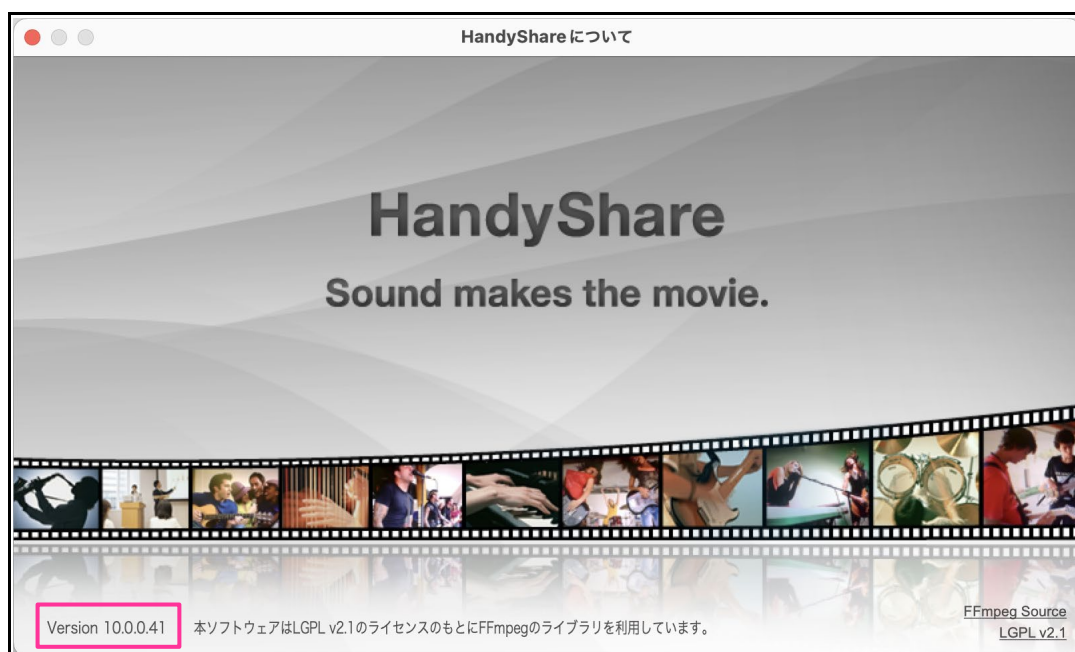 HandyShareについて
HandyShare
Sound makes the movie.
FFmpeg Source
Version 10.0.0.41 本ソフトウェアはLGPL v2.1のライセンスのもとにFFmpegのライブラリを利用しています。
LGPL v2.1